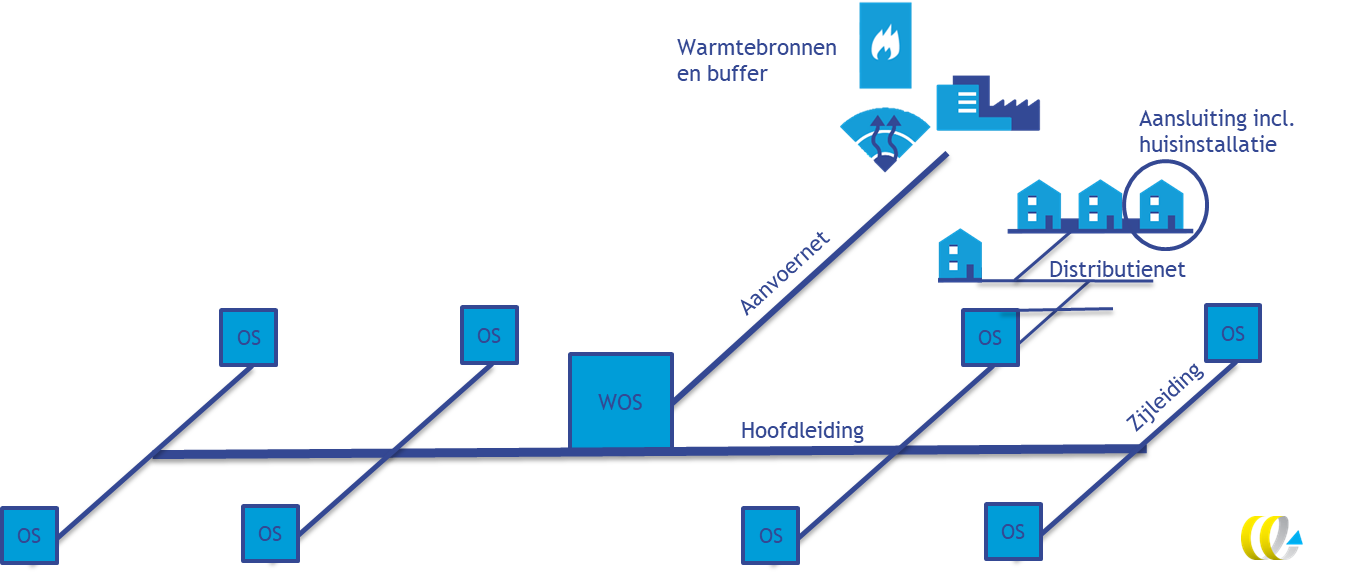 Warmtebronnen
en buffer
Aansluiting incl.
huisinstallatie
Aanvoernet
Distributienet
OS
OS
OS
OS
WOS
Hoofdleiding
Zijleiding
OS
OS
OS
OS